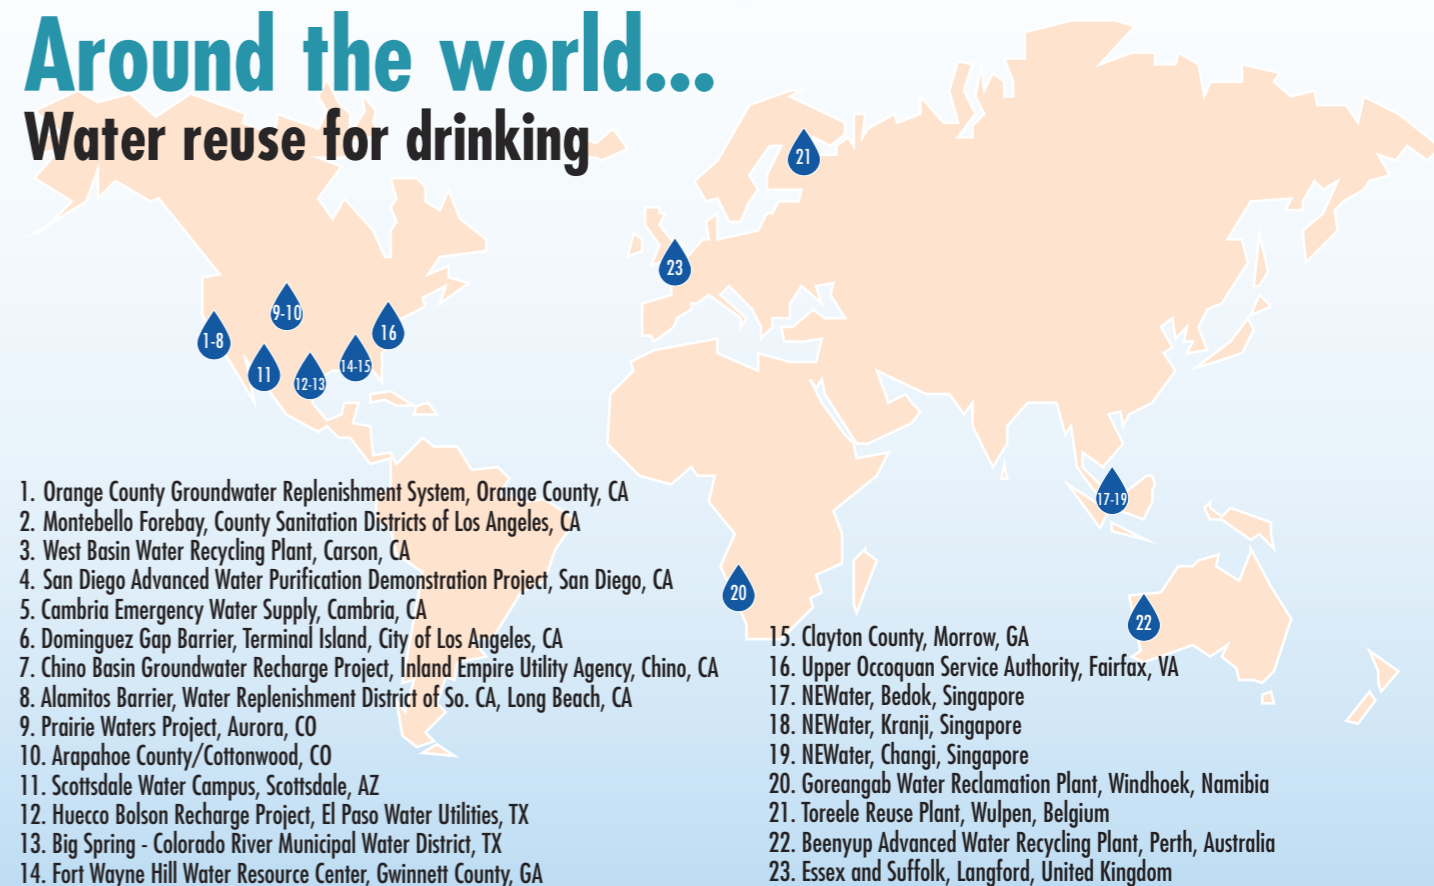 Around the world...
Water reuse for drinking
21
23
9-10
1-8
16
14-15
11
12-13
17-19
20
22
1. Orange County Groundwater Replenishment System, Orange County, CA
2. Montebello Forebay, County Sanitation Districts of Los Angeles, CA
3. West Basin Water Recycling Plant, Carson, CA
4. San Diego Advanced Water Purification Demonstration Project, San Diego, CA
5. Cambria Emergency Water Supply, Cambria, CA
6. Dominguez Gap Barrier, Terminal Island, City of Los Angeles, CA
7. Chino Basin Groundwater Recharge Project, Inland Empire Utility Agency, Chino, CA
8. Alamitos Barrier, Water Replenishment District of So. CA, Long Beach, CA
9. Prairie Waters Project, Aurora, CO
10. Arapahoe County/Cottonwood, CO
11. Scottsdale Water Campus, Scottsdale, AZ
12. Huecco Bolson Recharge Project, El Paso Water Utilities, TX
13. Big Spring - Colorado River Municipal Water District, TX
14. Fort Wayne Hill Water Resource Center, Gwinnett County, GA
15. Clayton County, Morrow, GA
16. Upper Occoquan Service Authority, Fairfax, VA
17. NEWater, Bedok, Singapore
18. NEWater, Kranji, Singapore
19. NEWater, Changi, Singapore
20. Goreangab Water Reclamation Plant, Windhoek, Namibia
21. Toreele Reuse Plant, Wulpen, Belgium
22. Beenyup Advanced Water Recycling Plant, Perth, Australia
23. Essex and Suffolk, Langford, United Kingdom